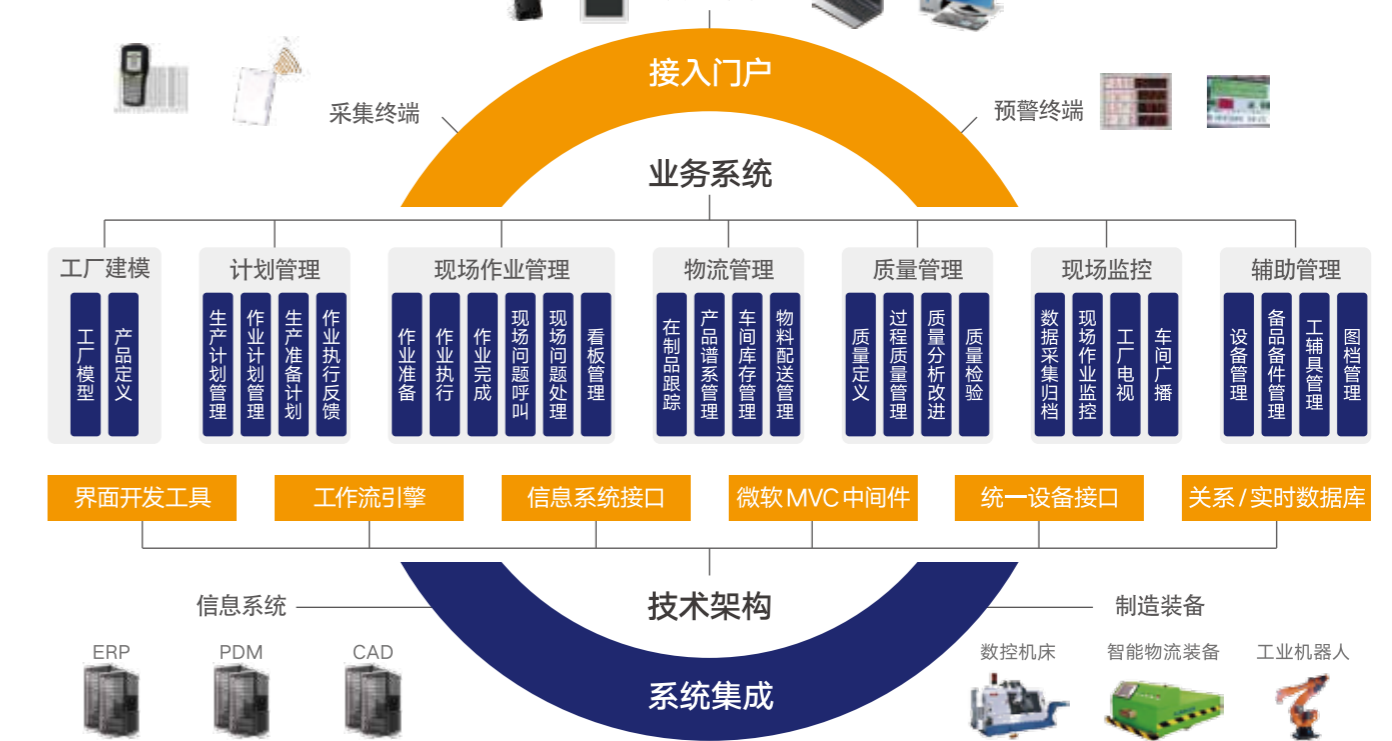 接入门户
采集终端
预警终端
业务系统
工厂建模
计划管理
现场作业管理
物流管理
质量管理
现场监控
辅助管理
工厂模型
产品定义
生产计划管理
作业计划管理
生产准备计划
作业执行反馈
作业准备
作业执行
作业完成
现场问题呼叫
现场问题处理
看板管理
在制品跟踪
产品谱系管理
车间库存管理
物料配送管理
质量定义
过程质量管理
质量分析改进
质量检验
数据采集归档
现场作业监控
工厂电视
车间广播
设备管理
备品备件管理
工辅具管理
图档管理
界面开发工具
工作流引擎
信息系统接口
微软MVC中间件
统一设备接口
关系/实时数据库
技术架构
信息系统
制造装备
ERP
PDM
CAD
数控机床
智能物流装备
工业机器人
系统集成